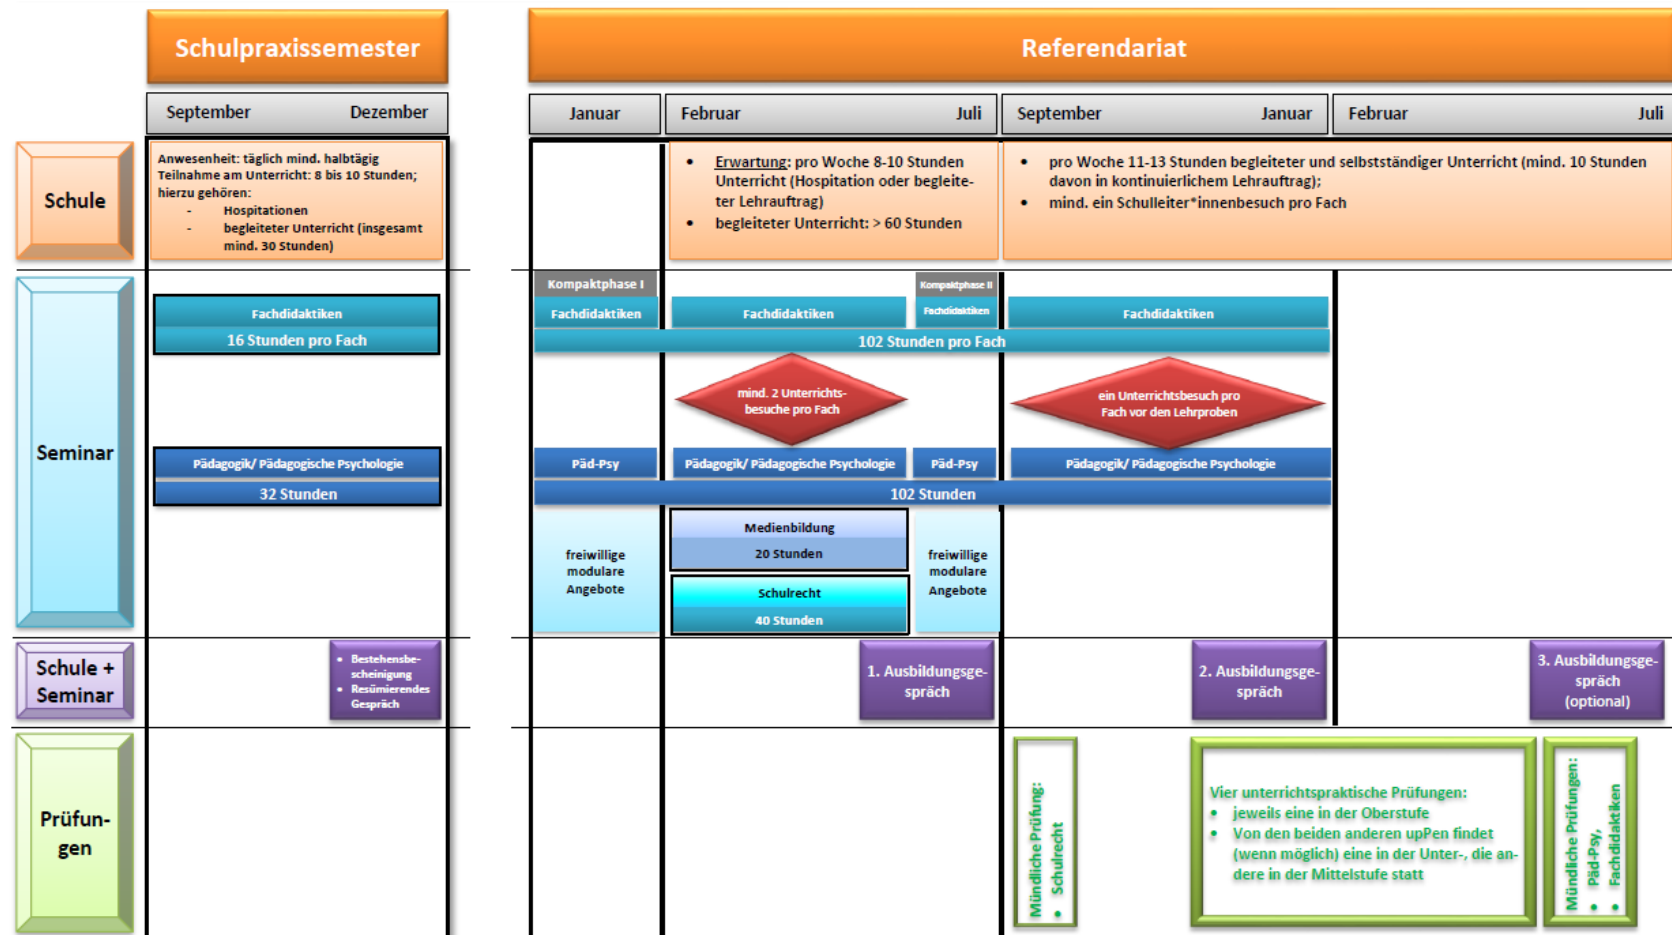 Schulpraxissemester
Referendariat
September Dezember
Januar
Februar Juli
September Januar
Februar Juli
Schule
Anwesenheit: täglich mind. halbtägig
Teilnahme am Unterricht: 8 bis 10 Stunden;
hierzu gehören:
- Hospitationen
- begleiteter Unterricht (insgesamt
mind. 30 Stunden)
• Erwartung: pro Woche 8-10 Stunden
Unterricht (Hospitation oder begleite-
ter Lehrauftrag)
• begleiteter Unterricht: > 60 Stunden
• pro Woche 11-13 Stunden begleiteter und selbstständiger Unterricht (mind. 10 Stunden
davon in kontinuierlichem Lehrauftrag);
• mind. ein Schulleiter*innenbesuch pro Fach
Seminar
Fachdidaktiken
16 Stunden pro Fach
Kompaktphase I
Fachdidaktiken
Fachdidaktiken
Kompaktphase II
Fachdidaktiken
Fachdidaktiken
102 Stunden pro Fach
mind. 2 Unterrichts-
besuche pro Fach
ein Unterrichtsbesuch pro
Fach vor den Lehrproben
Pädagogik/ Pädagogische Psychologie
32 Stunden
Päd-Psy
Pädagogik/ Pädagogische Psychologie
Päd-Psy
Pädagogik/ Pädagogische Psychologie
102 Stunden
freiwillige
modulare
Angebote
Medienbildung
20 Stunden
Schulrecht
40 Stunden
freiwillige
modulare
Angebote
Schule +
Seminar
• Bestehensbe-
scheinigung
• Resümierendes
Gespräch
1. Ausbildungsge-
spräch
2. Ausbildungsge-
spräch
3. Ausbildungsge-
spräch
(optional)
Prüfun-
gen
Mündliche Prüfung:
• Schulrecht
Vier unterrichtspraktische Prüfungen:
• jeweils eine in der Oberstufe
• Von den beiden anderen upPen findet
(wenn möglich) eine in der Unter-, die an-
dere in der Mittelstufe statt
Mündliche Prüfungen:
• Päd-Psy,
• Fachdidaktiken